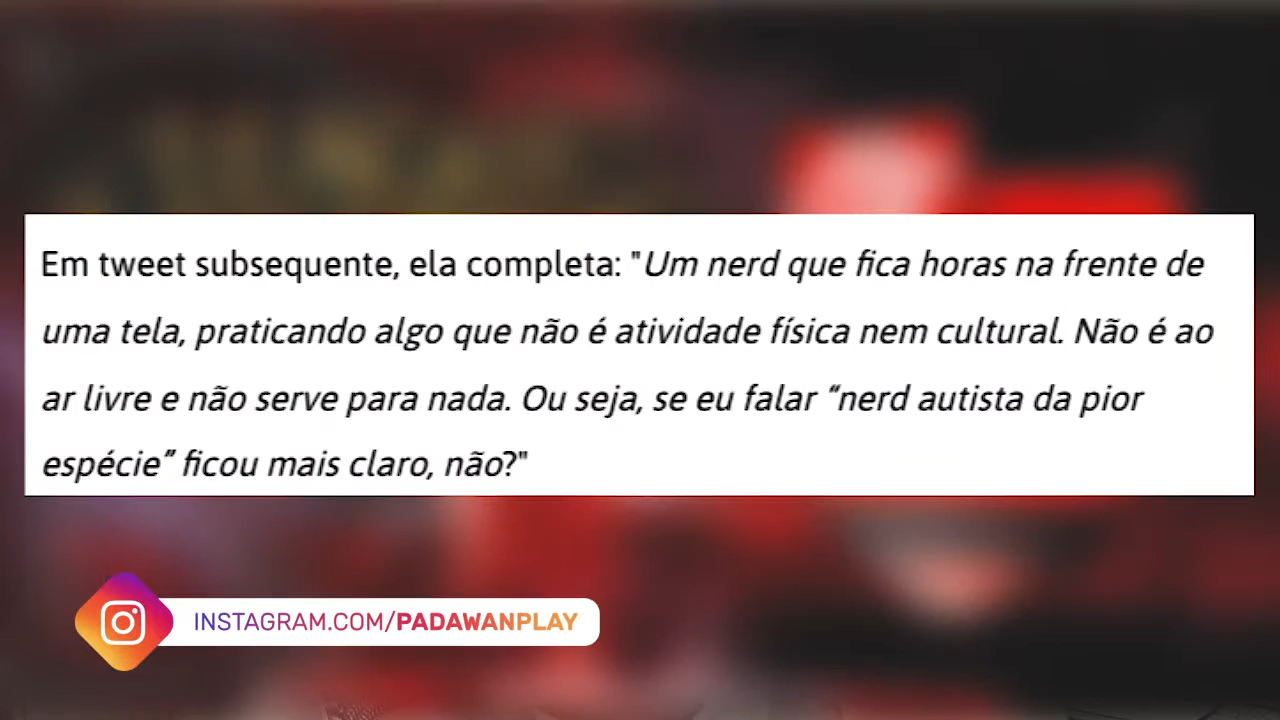 Em tweet subsequente, ela completa: "Um nerd que fica horas na frente de
uma tela, praticando algo que não é atividade física nem cultural. Não é ao
ar livre e não serve para nada. Ou seja, se eu falar “nerd autista da pior
espécie” ficou mais claro, não?"
INSTAGRAM.COM/PADAWANPLAY